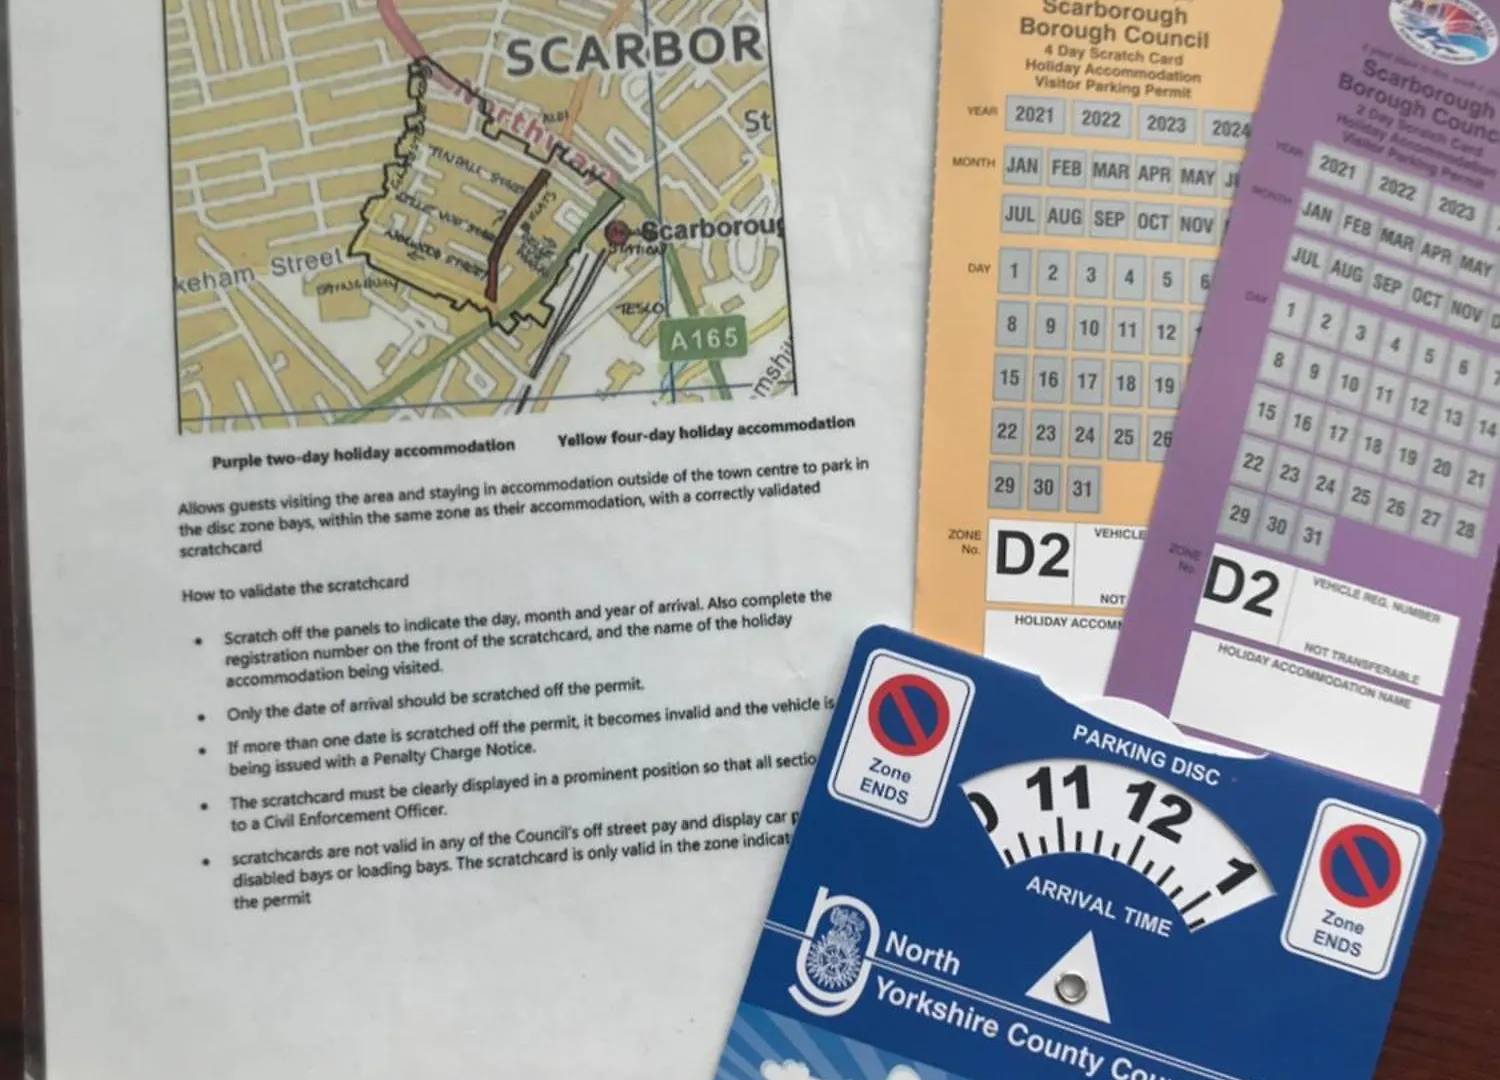 SCARBOR
Northway
ALDI
St
TINDALE STREET
Scarboroug
STATION
keham Street
TESCO
A165
mshil
Purple two-day holiday accommodation
Yellow four-day holiday accommodation
Allows guests visiting the area and staying in accommodation outside of the town centre to park in
the disc zone bays, within the same zone as their accommodation, with a correctly validated
scratchcard
How to validate the scratchcard
• Scratch off the panels to indicate the day, month and year of arrival. Also complete the
registration number on the front of the scratchcard, and the name of the holiday
accommodation being visited.
• Only the date of arrival should be scratched off the permit.
• If more than one date is scratched off the permit, it becomes invalid and the vehicle is
being issued with a Penalty Charge Notice.
• The scratchcard must be clearly displayed in a prominent position so that all sectio
to a Civil Enforcement Officer.
• scratchcards are not valid in any of the Council's off street pay and display car p
disabled bays or loading bays. The scratchcard is only valid in the zone indicat
the permit
Scarborough
Borough Council
4 Day Scratch Card
Holiday Accommodation
Visitor Parking Permit
YEAR 2021 2022 2023 2024
MONTH JAN FEB MAR APR MAY
JUL AUG SEP OCT NOV
DAY 1 2 3 4 5 6
8 9 10 11 12
15 16 17 18 19
22 23 24 25 26
29 30 31
ZONE No. D2 VEHICLE
NOT
HOLIDAY ACCOMM
Scarborough
Borough Counc
2 Day Scratch Card
Holiday Accommodation
Visitor Parking Permit
YEAR 2021 2022 2023
MONTH JAN FEB MAR APR MAY
JUL AUG SEP OCT NOV D
DAY 1 2 3 4 5 6 7
8 9 10 11 12 13 14
15 16 17 18 19 20 21
22 23 24 25 26 27 28
29 30 31
ZONE No. D2 VEHICLE REG. NUMBER
NOT TRANSFERABLE
HOLIDAY ACCOMMODATION NAME
Zone
ENDS
PARKING DISC
0 11 12 1
ARRIVAL TIME
Zone
ENDS
North
Yorkshire County Cou